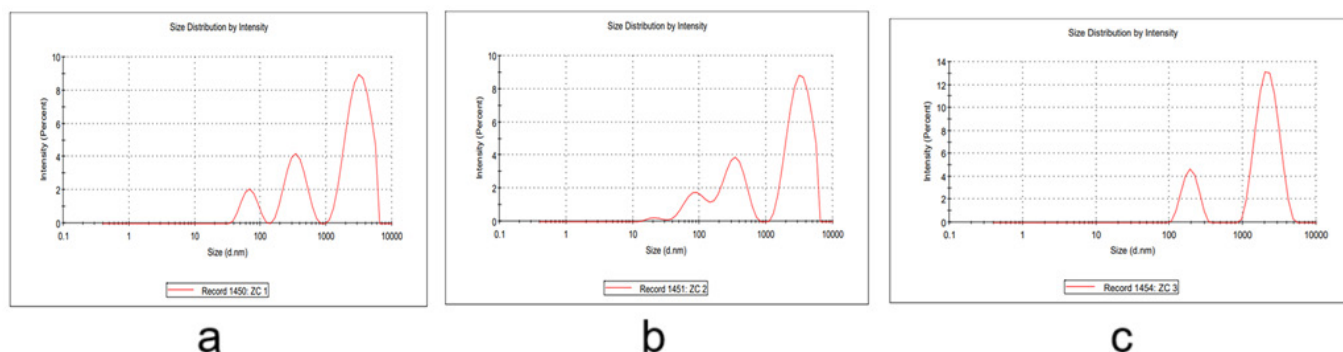 Size Distribution by Intensity
10
8
6
4
2
0
Intensity (Percent)
0.1 1 10 100 1000 10000
Size (d.nm)
Record 1450: ZC 1
a
Size Distribution by Intensity
10
8
6
4
2
0
Intensity (Percent)
0.1 1 10 100 1000 10000
Size (d.nm)
Record 1451: ZC 2
b
Size Distribution by Intensity
14
12
10
8
6
4
2
0
Intensity (Percent)
0.1 1 10 100 1000 10000
Size (d.nm)
Record 1454: ZC 3
c